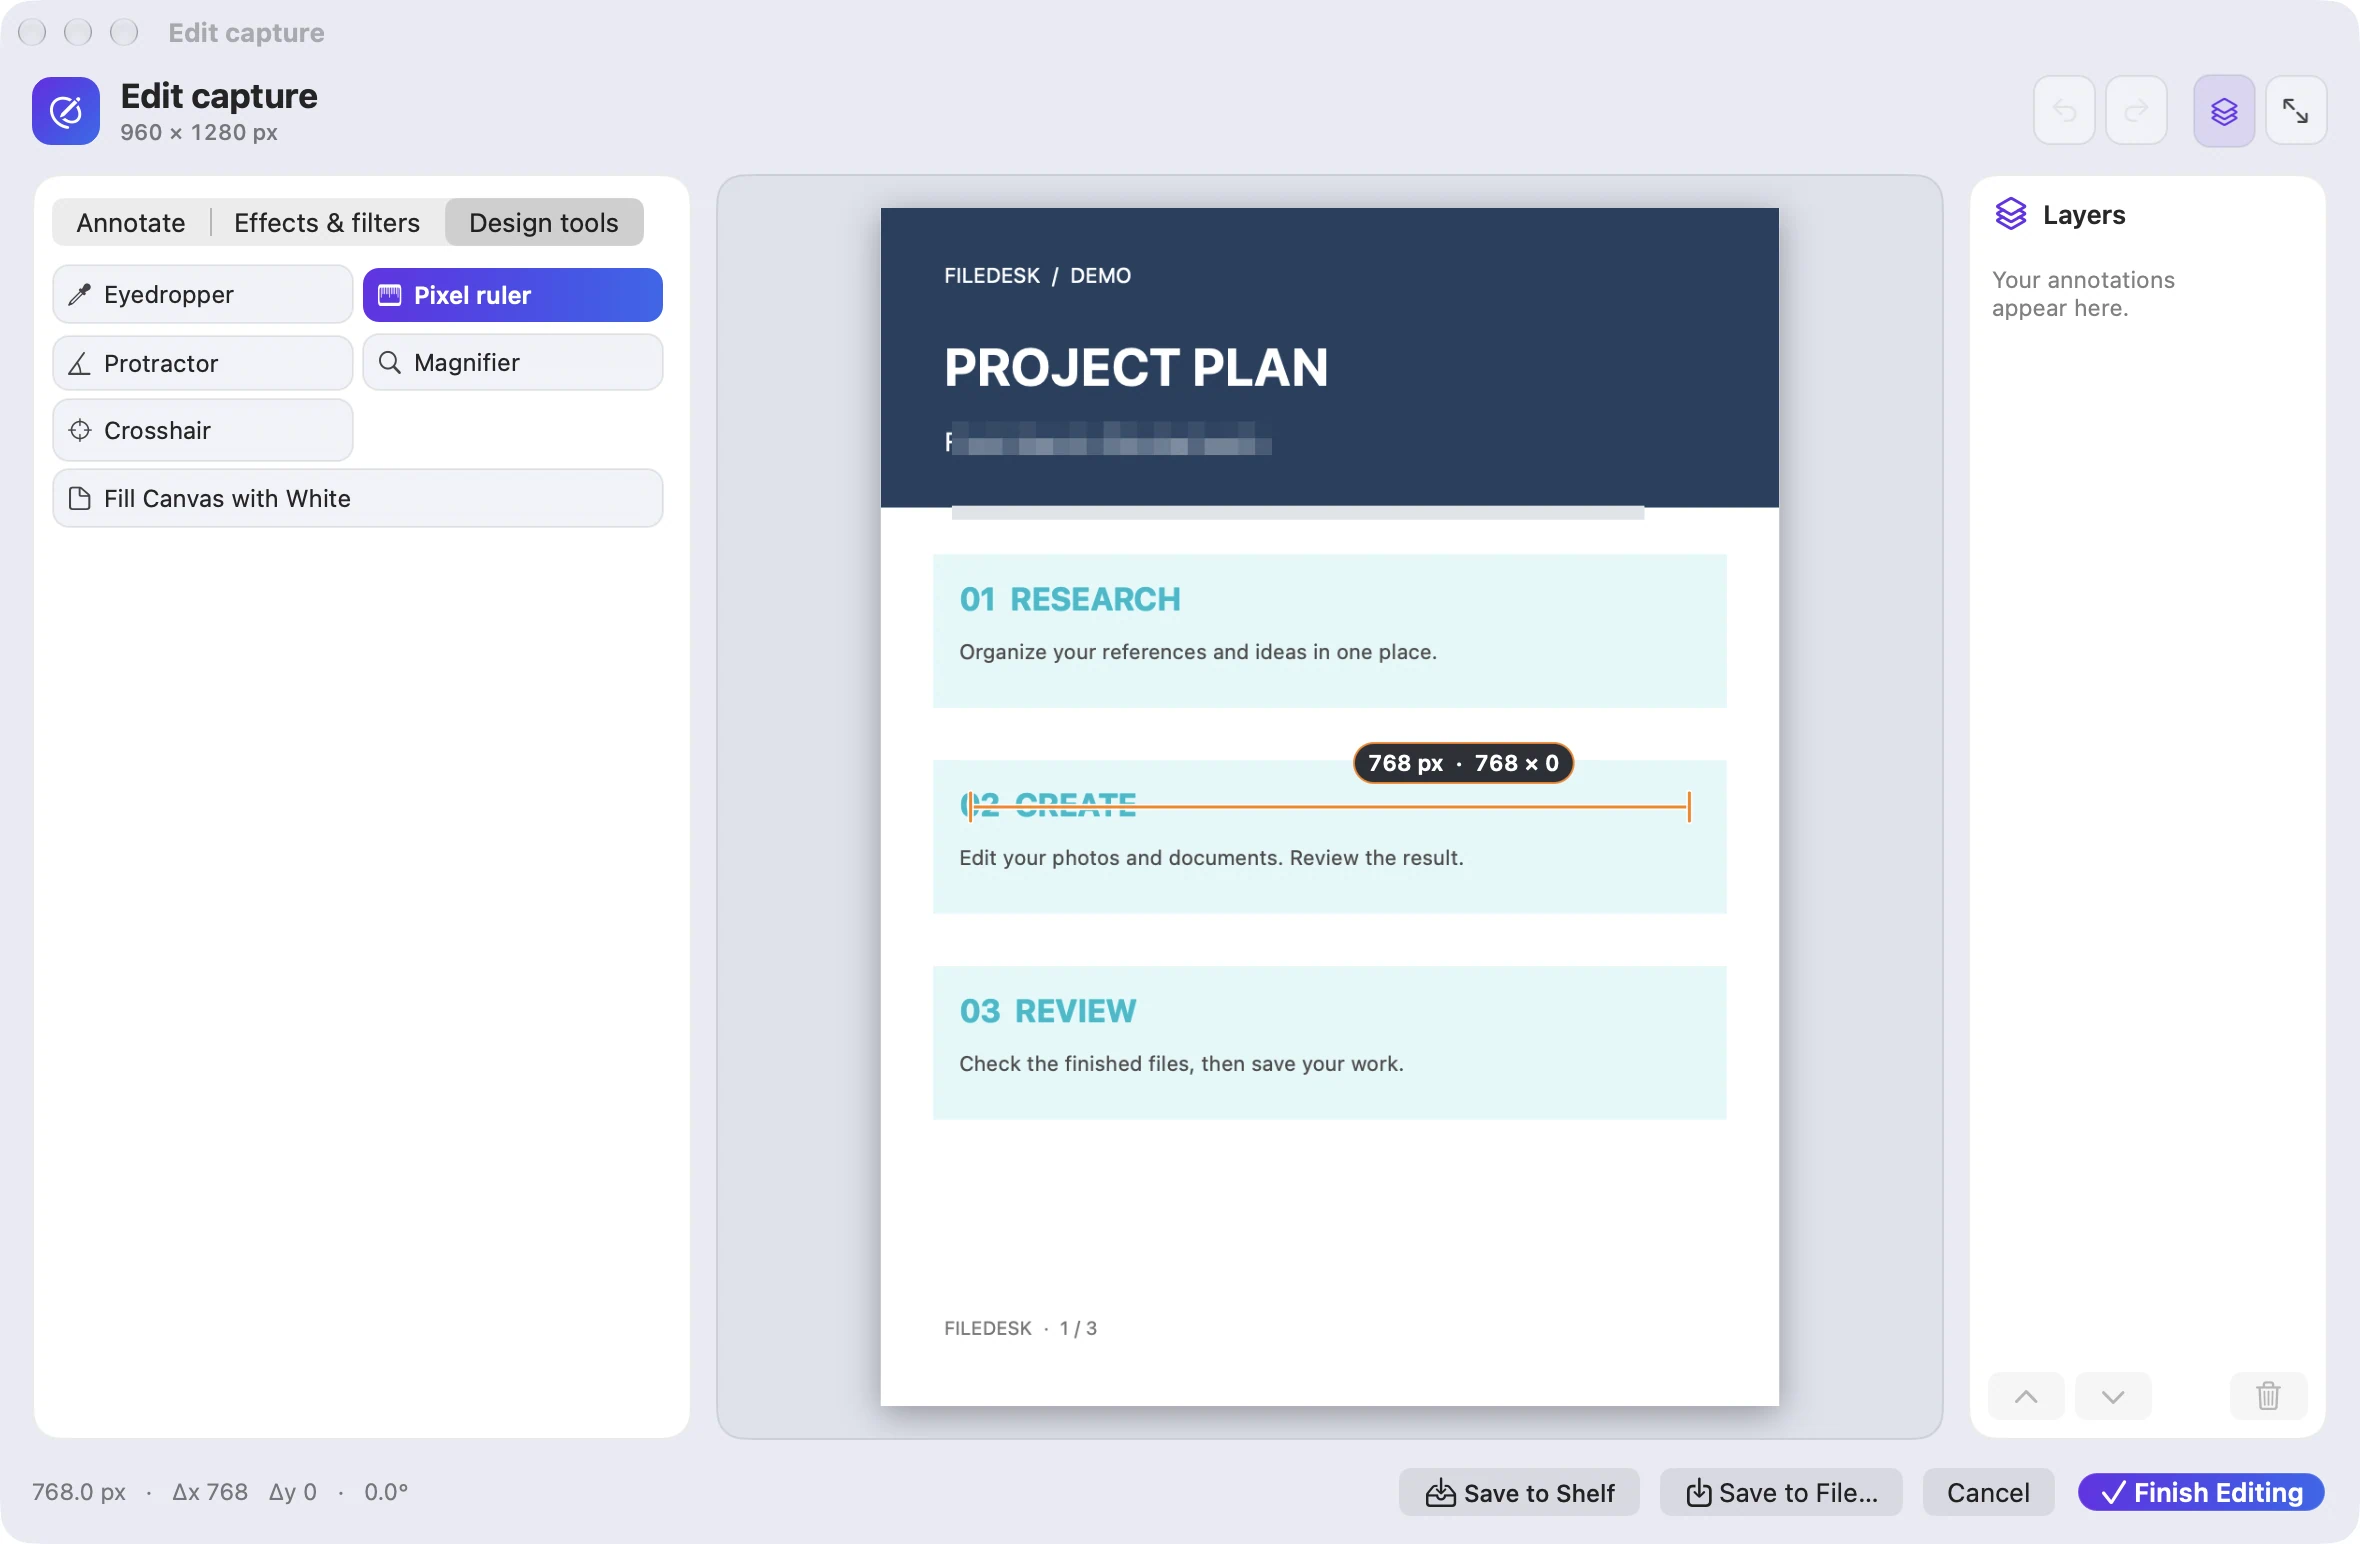 Edit capture
Edit capture
960 × 1280 px
Annotate
Effects & filters
Design tools
Eyedropper
Pixel ruler
Protractor
Magnifier
Crosshair
Fill Canvas with White
FILEDESK / DEMO
PROJECT PLAN
01 RESEARCH
Organize your references and ideas in one place.
768 px · 768 × 0
02 CREATE
Edit your photos and documents. Review the result.
03 REVIEW
Check the finished files, then save your work.
FILEDESK · 1 / 3
Layers
Your annotations
appear here.
768.0 px · Δx 768 Δy 0 · 0.0°
Save to Shelf
Save to File...
Cancel
Finish Editing